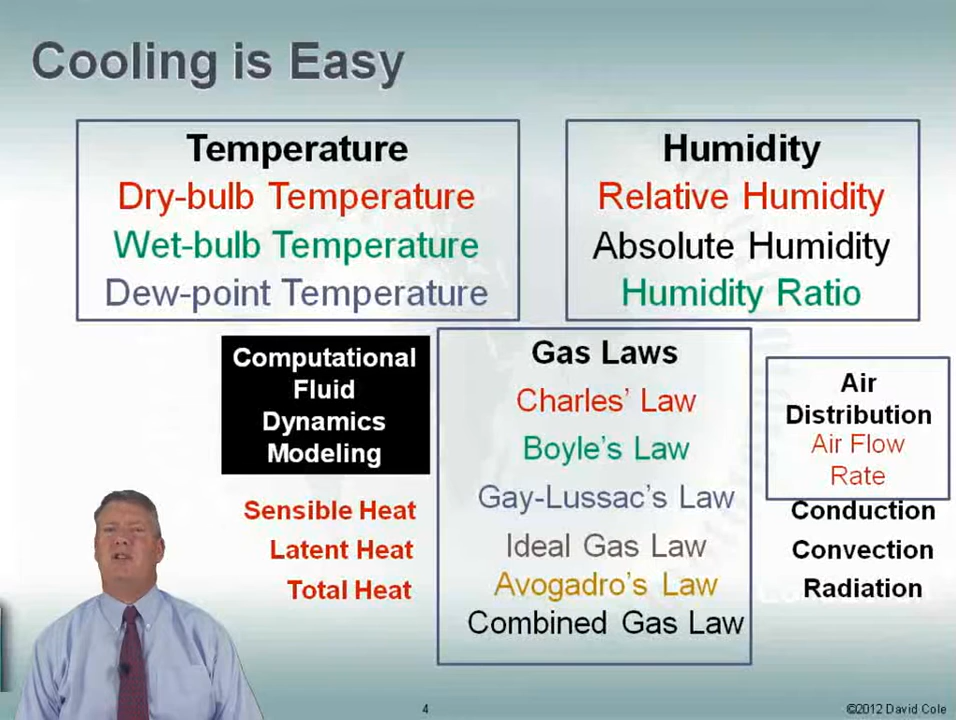 Cooling is Easy
Temperature
Dry-bulb Temperature
Wet-bulb Temperature
Dew-point Temperature
Humidity
Relative Humidity
Absolute Humidity
Humidity Ratio
Computational
Fluid
Dynamics
Modeling
Sensible Heat
Latent Heat
Total Heat
Gas Laws
Charles’ Law
Boyle’s Law
Gay-Lussac’s Law
Ideal Gas Law
Avogadro’s Law
Combined Gas Law
Air
Distribution
Air Flow
Rate
Conduction
Convection
Radiation
4
©2012 David Cole